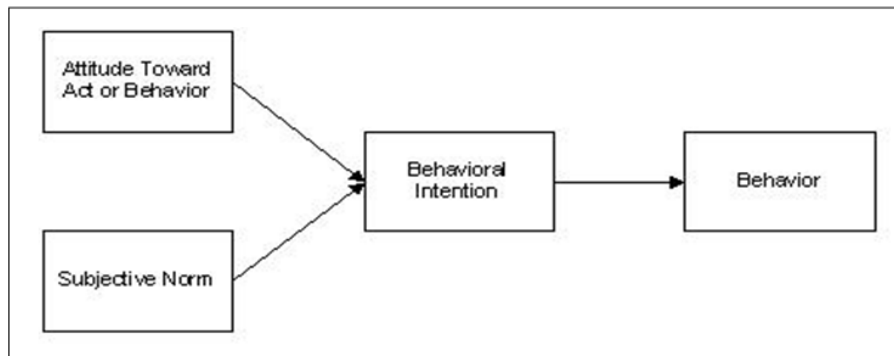 Attitude Toward
Act or Behavior
Behavioral
Intention
Behavior
Subjective Norm